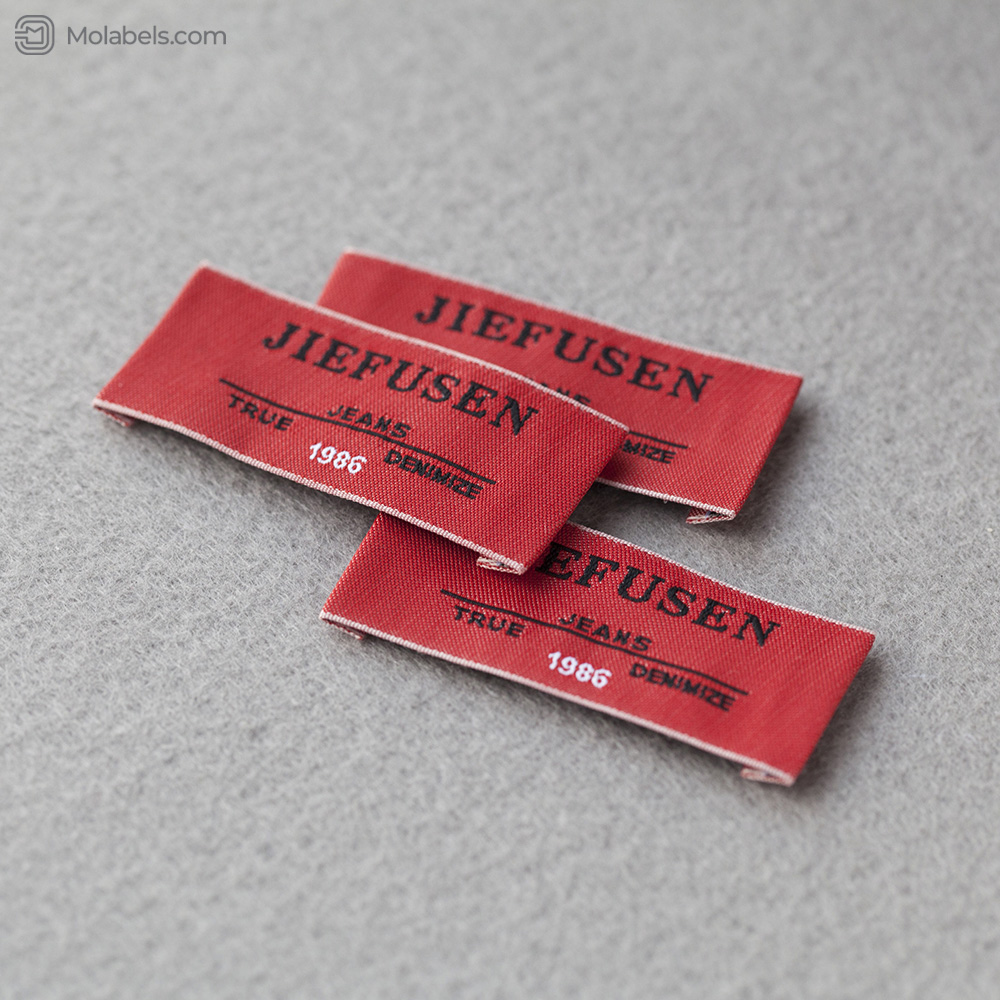 Molabels.com
JIEFUSEN
MIZE
JIEFUSEN
JEANS
TRUE 1986 DENIMIZE
EFUSEN
JEANS
TRUE 1986 DENIMIZE